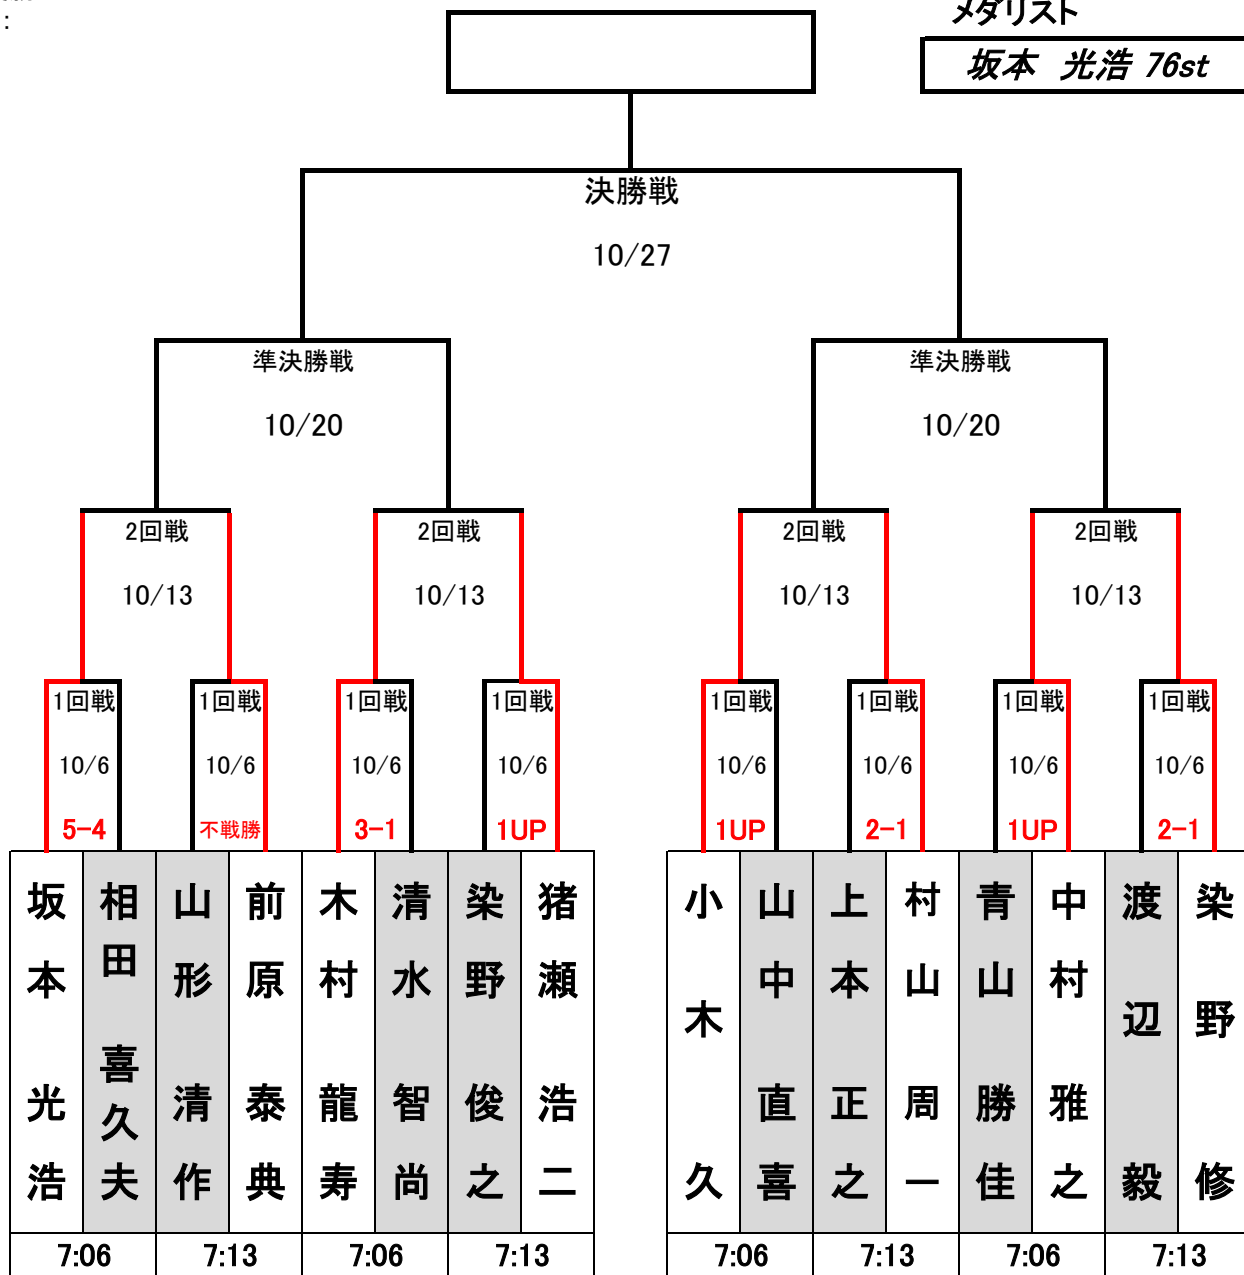 :
メダリスト
坂本 光浩 76st
決勝戦
10/27
準決勝戦 準決勝戦
10/20 10/20
2回戦 2回戦 2回戦 2回戦
10/13 10/13 10/13 10/13
1回戦 1回戦 1回戦 1回戦 1回戦 1回戦 1回戦 1回戦
10/6 10/6 10/6 10/6 10/6 10/6 10/6 10/6
5-4 不戦勝 3-1 1UP 1UP 2-1 1UP 2-1
坂本 光浩
相田 喜久夫
山形 清作
前原 泰典
木村 龍寿
清水 智尚
染野 俊之
猪瀬 浩二
小木 久
山中 直喜
上本 正之
村山 周一
青山 勝佳
中村 雅之
渡辺 毅
染野 修
7:06 7:13 7:06 7:13 7:06 7:13 7:06 7:13